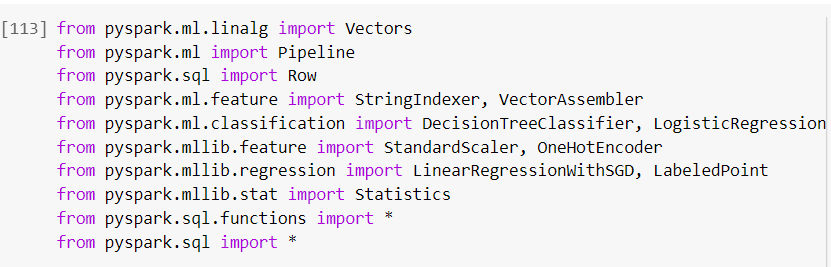 [113] from pyspark.ml.linalg import Vectors
from pyspark.ml import Pipeline
from pyspark.sql import Row
from pyspark.ml.feature import StringIndexer, VectorAssembler
from pyspark.ml.classification import DecisionTreeClassifier, LogisticRegression
from pyspark.mllib.feature import StandardScaler, OneHotEncoder
from pyspark.mllib.regression import LinearRegressionWithSGD, LabeledPoint
from pyspark.mllib.stat import Statistics
from pyspark.sql.functions import *
from pyspark.sql import *